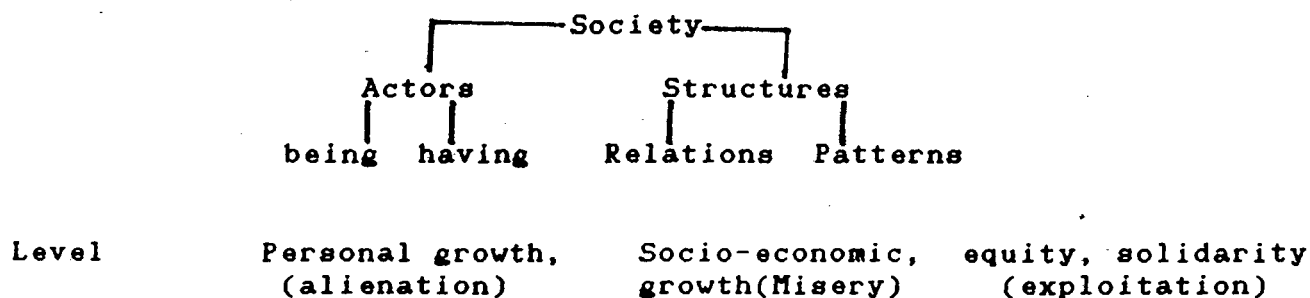 Society
Actors Structures
being having Relations Patterns
Level Personal growth, Socio-economic, equity, solidarity
(alienation) growth(Misery) (exploitation)